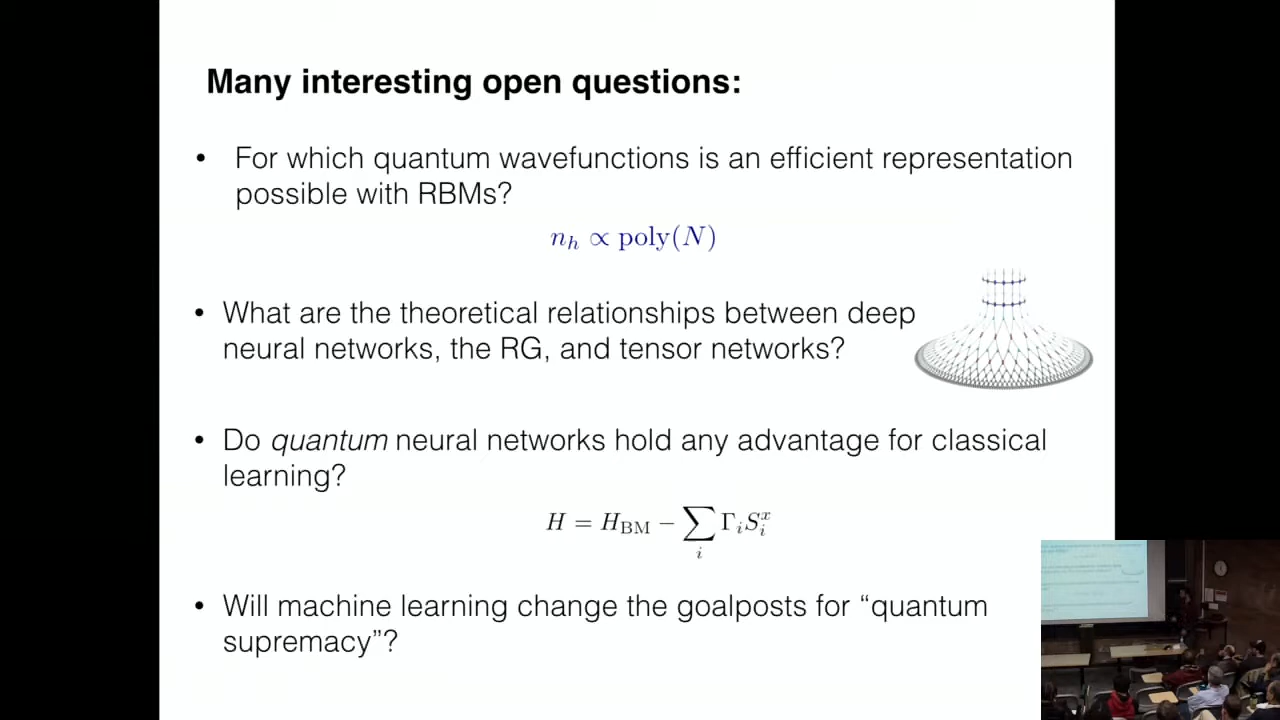 Many interesting open questions:
• For which quantum wavefunctions is an efficient representation
possible with RBMs?
n_h ∝ poly(N)
• What are the theoretical relationships between deep
neural networks, the RG, and tensor networks?
• Do quantum neural networks hold any advantage for classical
learning?
H = H_BM − ∑_i Γ_i S_i^x
• Will machine learning change the goalposts for “quantum
supremacy”?